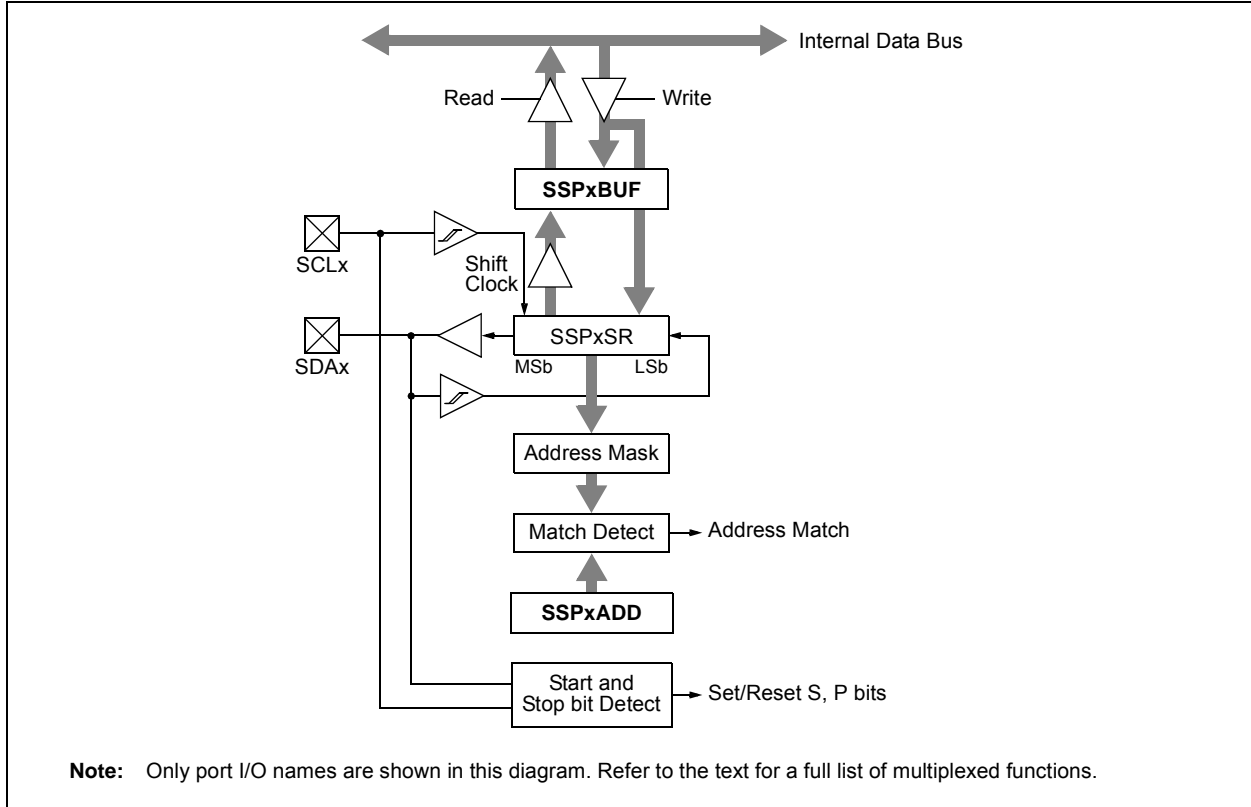 Internal Data Bus
Read
Write
SSPxBUF
SCLx
Shift
Clock
SSPxSR
MSb
LSb
SDAx
Address Mask
Match Detect
Address Match
SSPxADD
Start and
Stop bit Detect
Set/Reset S, P bits
Note: Only port I/O names are shown in this diagram. Refer to the text for a full list of multiplexed functions.